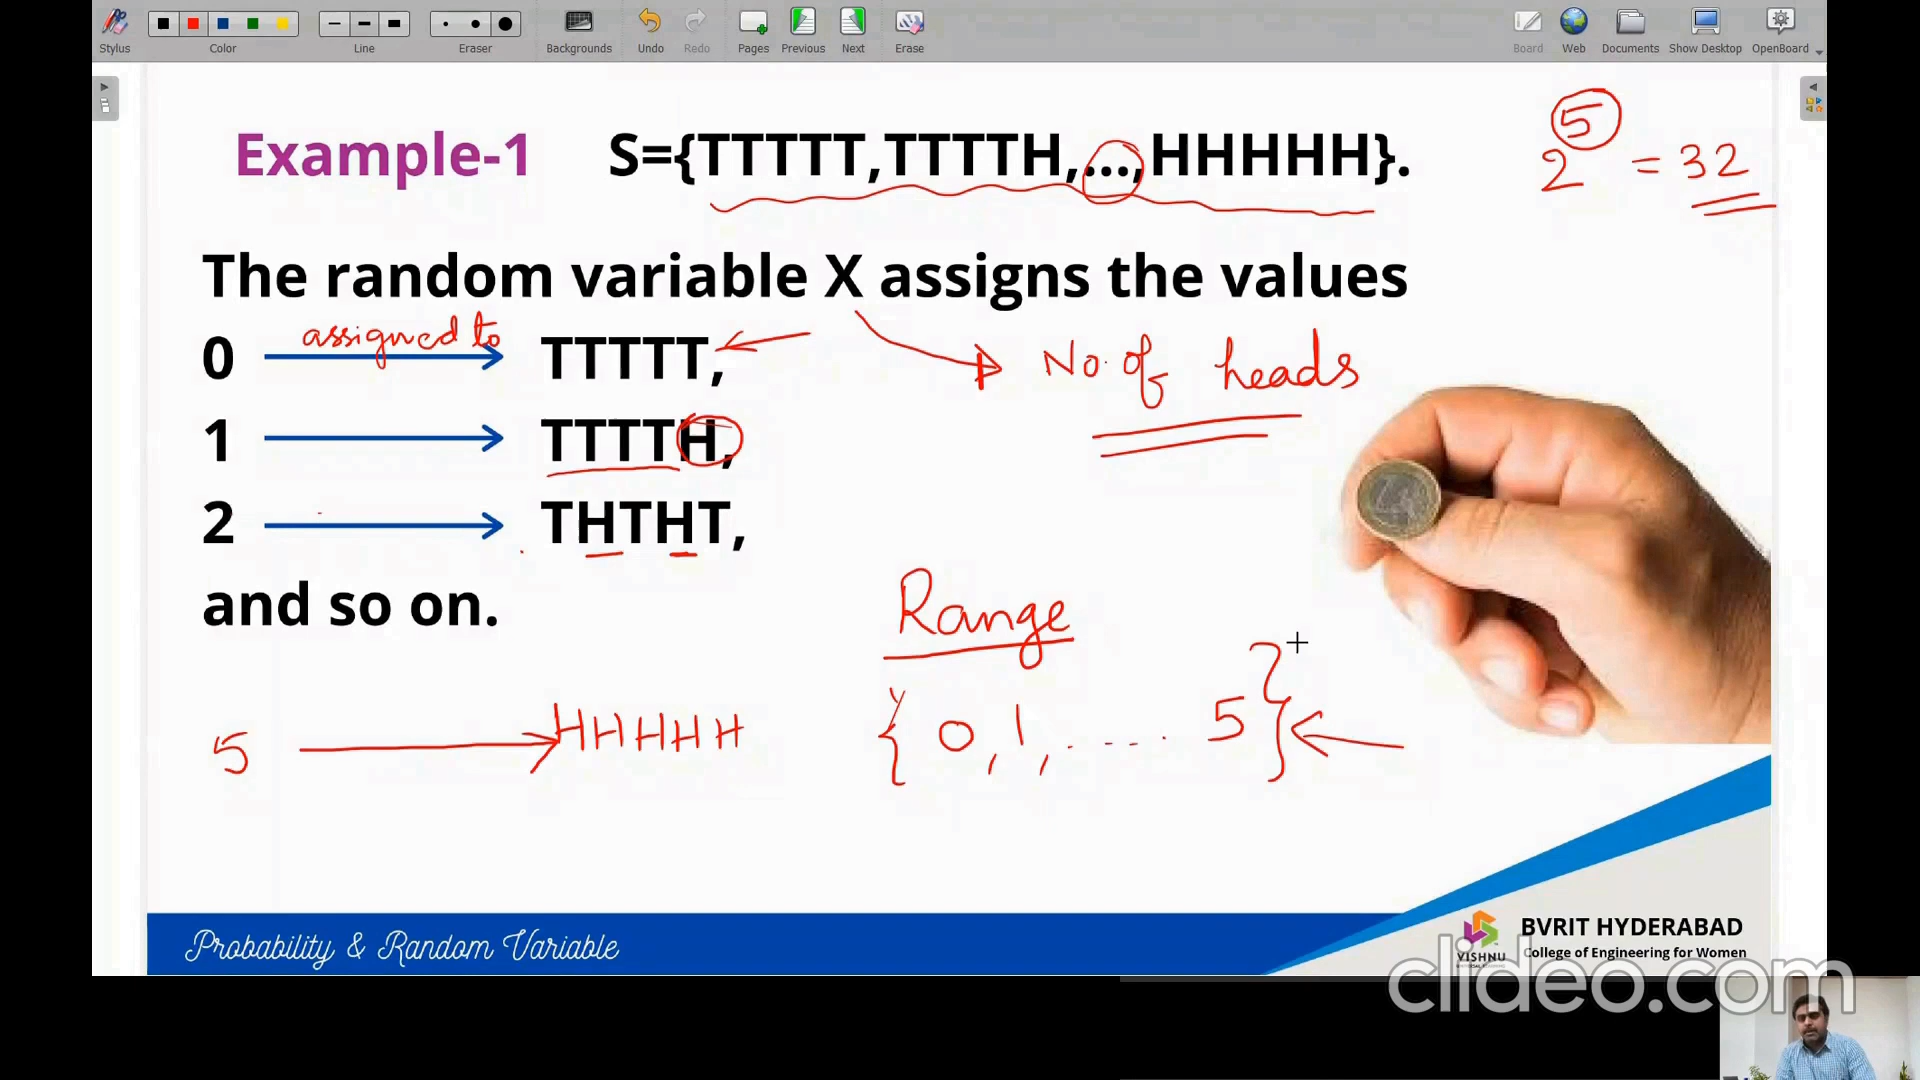 Stylus
Color
Line
Eraser
Backgrounds
Undo
Redo
Pages
Previous
Next
Erase
Board
Web
Documents
Show Desktop
OpenBoard
Example-1 S={TTTTT,TTTTH,...,HHHHH}.
2^5 = 32
The random variable X assigns the values
assigned to
0 TTTTT,
No. of heads
1 TTTTH,
2 THTHT,
and so on.
Range
5 HHHHH
{ 0, 1, ..... 5 }
Probability & Random Variable
VISHNU
BVRIT HYDERABAD
College of Engineering for Women
clideo.com